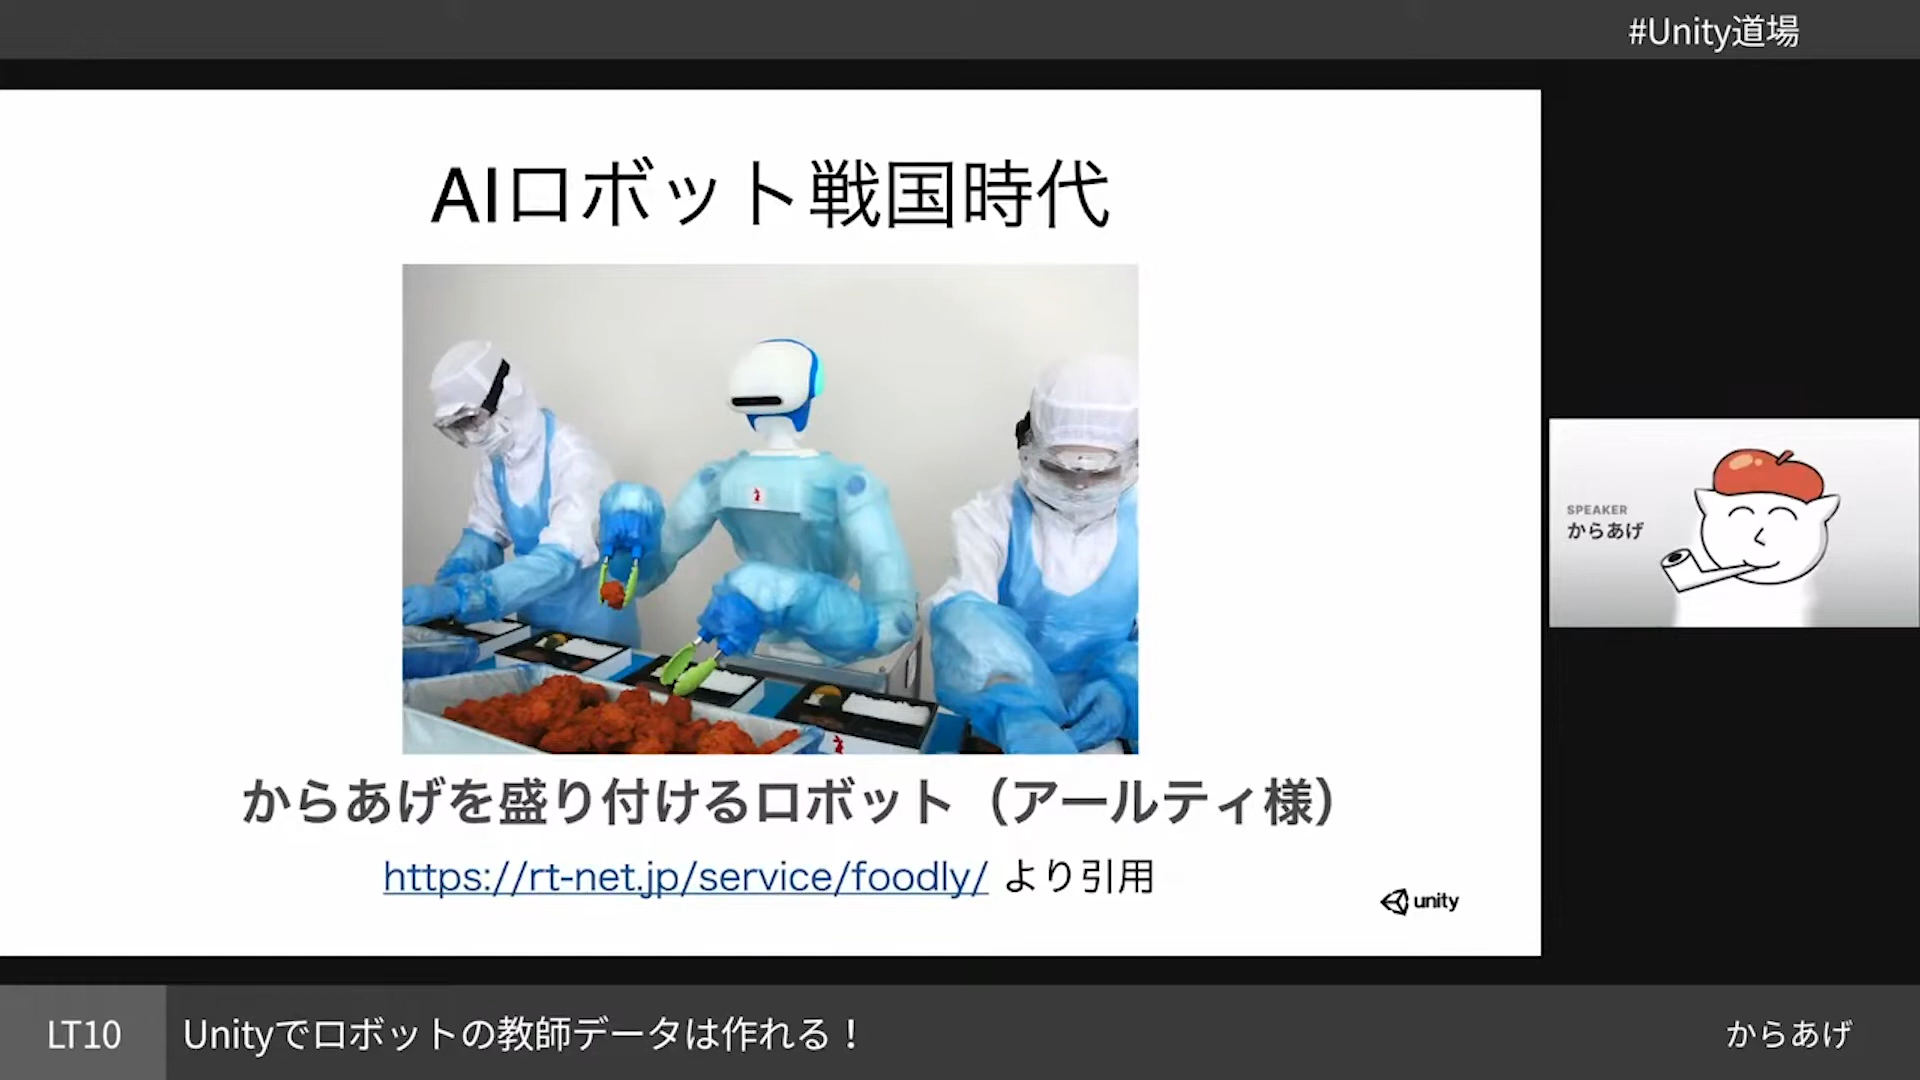 #Unity道場
AIロボット戦国時代
からあげを盛り付けるロボット（アールティ様）
https://rt-net.jp/service/foodly/ より引用
unity
SPEAKER
からあげ
LT10
Unityでロボットの教師データは作れる！
からあげ